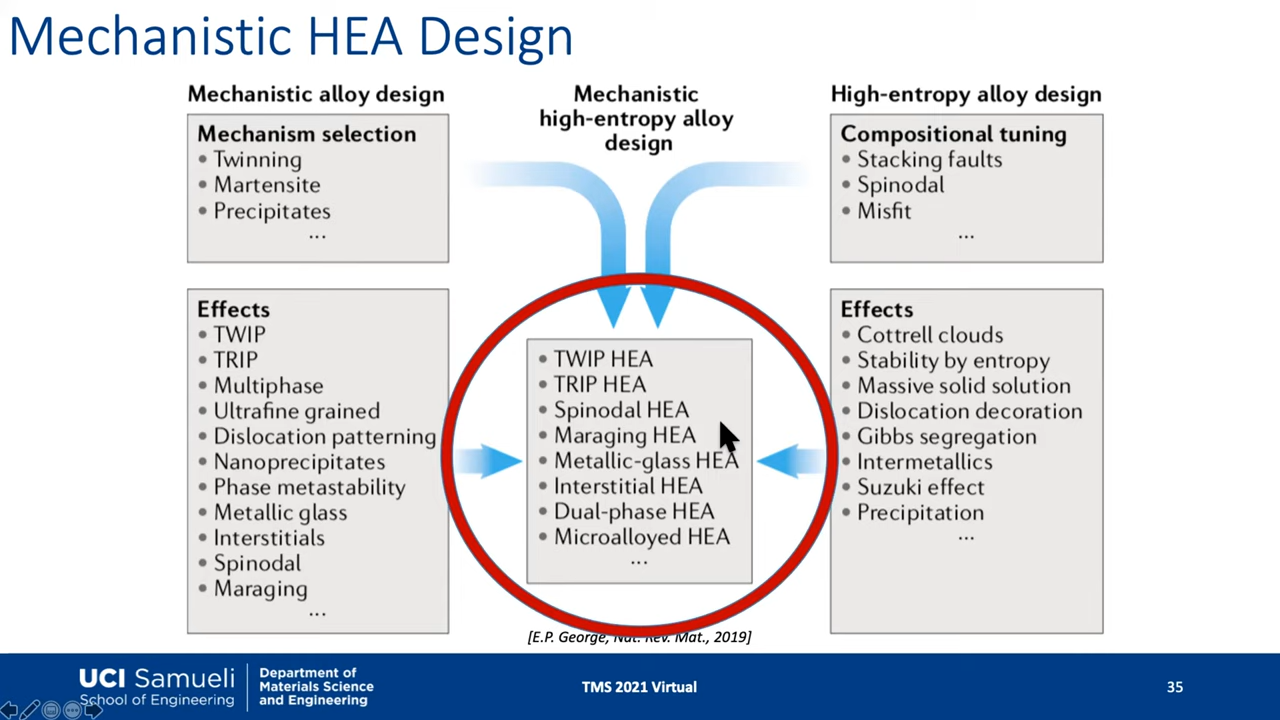 Mechanistic HEA Design
Mechanistic alloy design
Mechanism selection
• Twinning
• Martensite
• Precipitates
...
Effects
• TWIP
• TRIP
• Multiphase
• Ultrafine grained
• Dislocation patterning
• Nanoprecipitates
• Phase metastability
• Metallic glass
• Interstitials
• Spinodal
• Maraging
...
Mechanistic
high-entropy alloy
design
• TWIP HEA
• TRIP HEA
• Spinodal HEA
• Maraging HEA
• Metallic-glass HEA
• Interstitial HEA
• Dual-phase HEA
• Microalloyed HEA
...
High-entropy alloy design
Compositional tuning
• Stacking faults
• Spinodal
• Misfit
...
Effects
• Cottrell clouds
• Stability by entropy
• Massive solid solution
• Dislocation decoration
• Gibbs segregation
• Intermetallics
• Suzuki effect
• Precipitation
...
[E.P. George, Nat. Rev. Mat., 2019]
UCI Samueli
School of Engineering
Department of
Materials Science
and Engineering
TMS 2021 Virtual
35